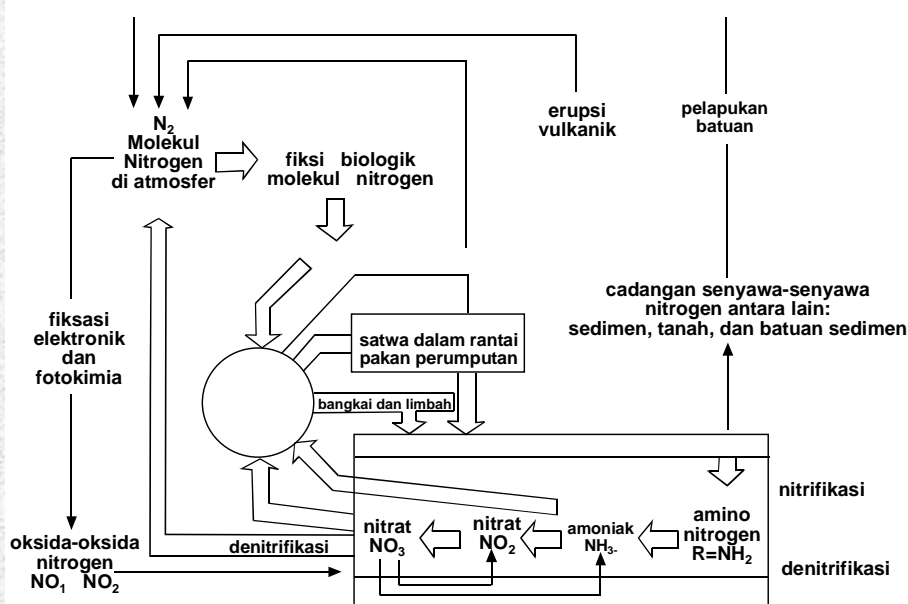 N₂
Molekul
Nitrogen
di atmosfer
fiksi biologik
molekul nitrogen
erupsi
vulkanik
pelapukan
batuan
fiksasi
elektronik
dan
fotokimia
satwa dalam rantai
pakan perumputan
bangkai dan limbah
cadangan senyawa-senyawa
nitrogen antara lain:
sedimen, tanah, dan batuan sedimen
nitrifikasi
nitrat
NO₃
nitrat
NO₂
amoniak
NH₃₋
amino
nitrogen
R=NH₂
denitrifikasi
denitrifikasi
oksida-oksida
nitrogen
NO₁ NO₂